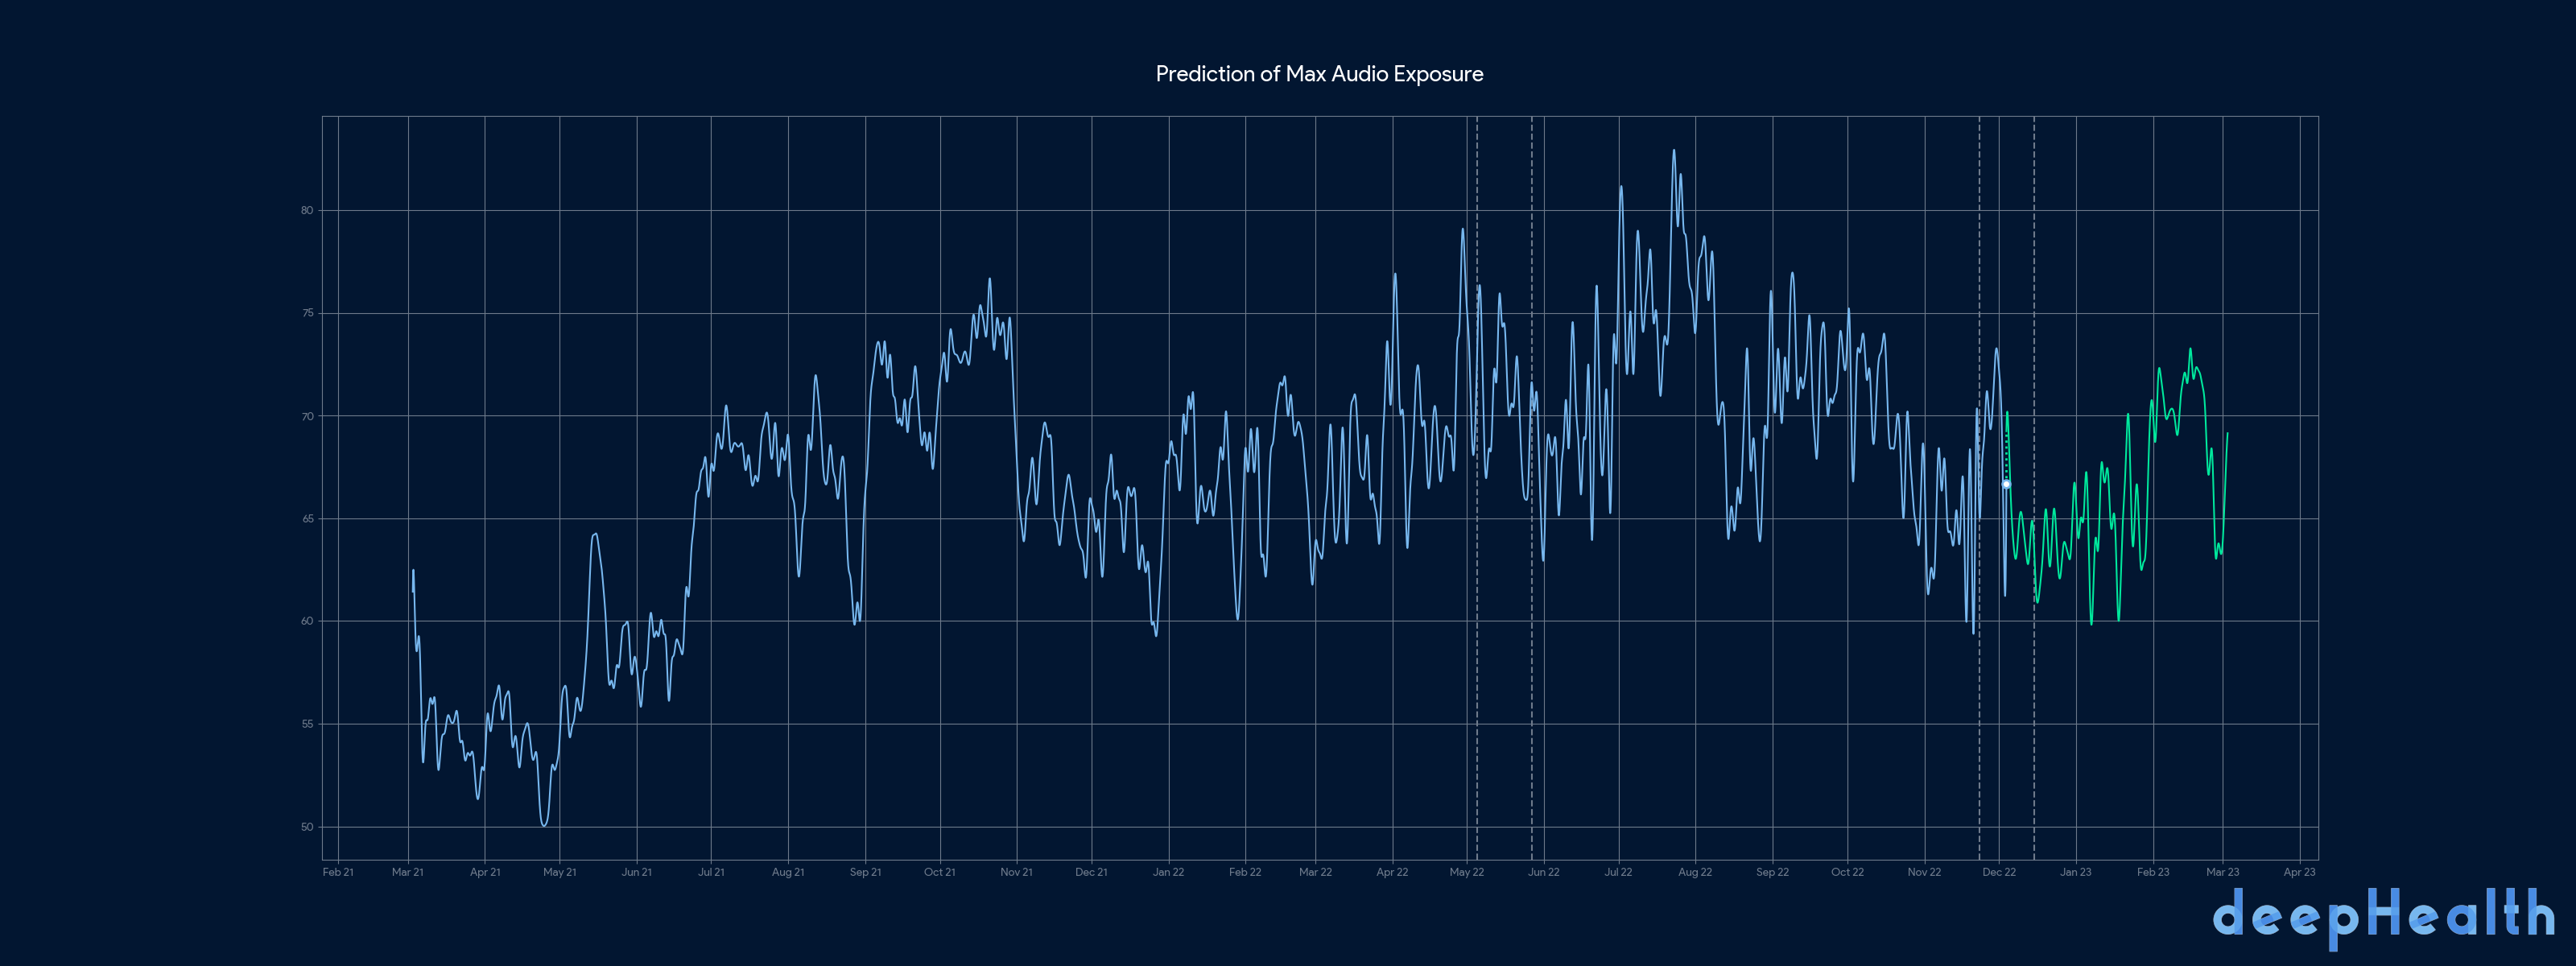 Prediction of Max Audio Exposure
80
75
70
65
60
55
50
Feb 21 Mar 21 Apr 21 May 21 Jun 21 Jul 21 Aug 21 Sep 21 Oct 21 Nov 21 Dec 21 Jan 22 Feb 22 Mar 22 Apr 22 May 22 Jun 22 Jul 22 Aug 22 Sep 22 Oct 22 Nov 22 Dec 22 Jan 23 Feb 23 Mar 23 Apr 23
deepHealth